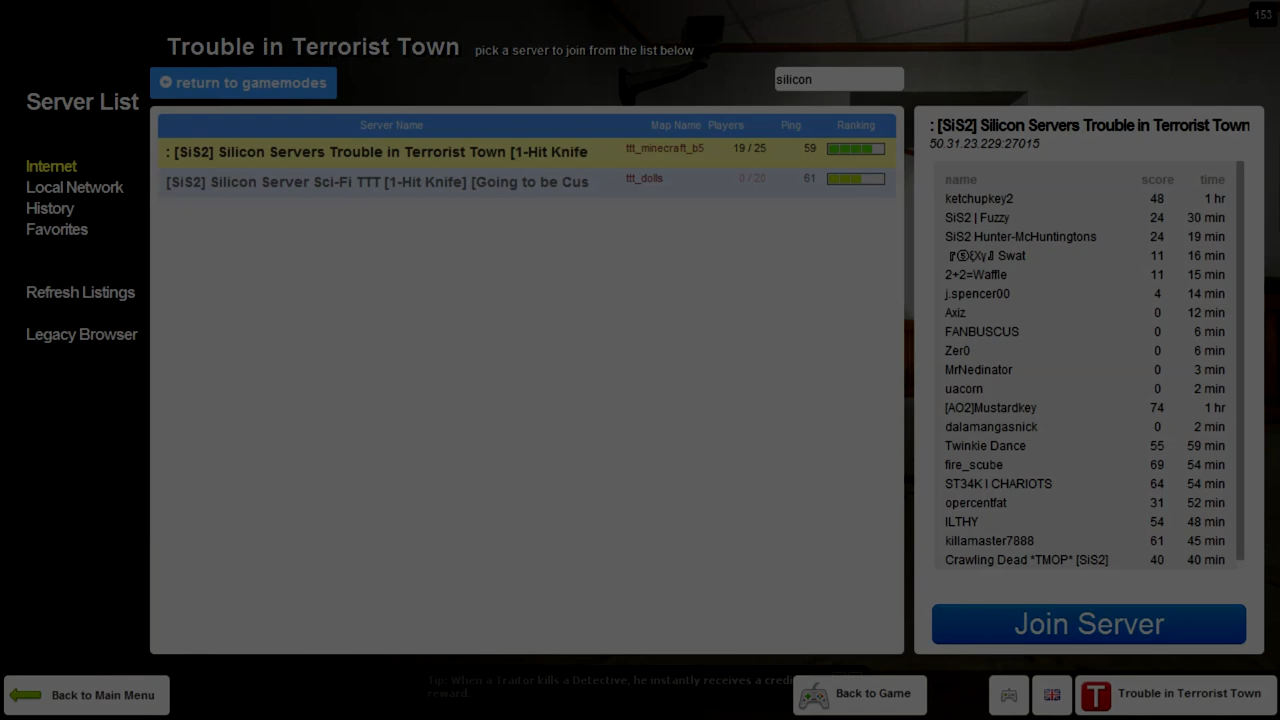 153
Trouble in Terrorist Town pick a server to join from the list below
return to gamemodes
silicon
Server List
Internet
Local Network
History
Favorites
Refresh Listings
Legacy Browser
Server Name Map Name Players Ping Ranking
: [SiS2] Silicon Servers Trouble in Terrorist Town [1-Hit Knife ttt_minecraft_b5 19 / 25 59
[SiS2] Silicon Server Sci-Fi TTT [1-Hit Knife] [Going to be Cus ttt_dolls 0 / 20 61
: [SiS2] Silicon Servers Trouble in Terrorist Town
50.31.23.229:27015
name score time
ketchupkey2 48 1 hr
SiS2 | Fuzzy 24 30 min
SiS2 Hunter-McHuntingtons 24 19 min
Swat 11 16 min
2+2=Waffle 11 15 min
j.spencer00 4 14 min
Axiz 0 12 min
FANBUSCUS 0 6 min
Zer0 0 6 min
MrNedinator 0 3 min
uacorn 0 2 min
[AO2]Mustardkey 74 1 hr
dalamangasnick 0 2 min
Twinkie Dance 55 59 min
fire_scube 69 54 min
ST34K I CHARIOTS 64 54 min
opercentfat 31 52 min
ILTHY 54 48 min
killamaster7888 61 45 min
Crawling Dead *TMOP* [SiS2] 40 40 min
Join Server
Tip: When a Traitor kills a Detective, he instantly receives a credi
reward.
Back to Main Menu
Back to Game
T Trouble in Terrorist Town